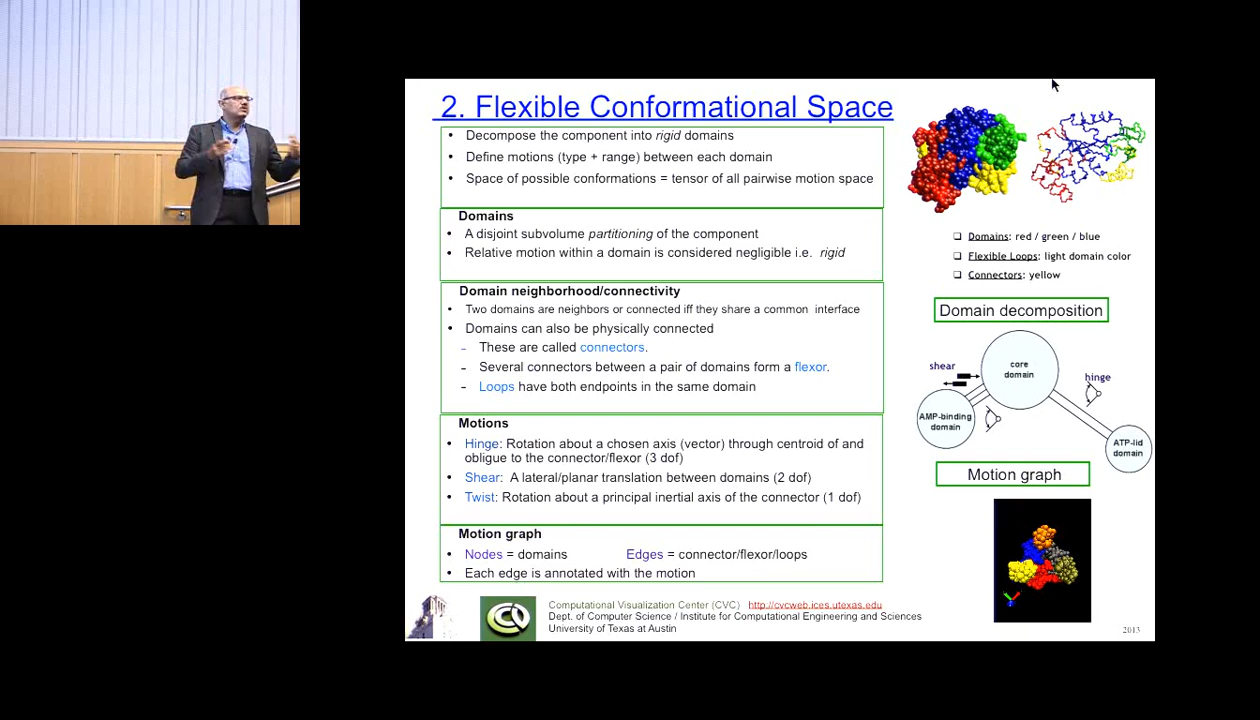 2. Flexible Conformational Space
• Decompose the component into rigid domains
• Define motions (type + range) between each domain
• Space of possible conformations = tensor of all pairwise motion space
Domains
• A disjoint subvolume partitioning of the component
• Relative motion within a domain is considered negligible i.e. rigid
Domain neighborhood/connectivity
• Two domains are neighbors or connected iff they share a common interface
• Domains can also be physically connected
– These are called connectors.
- Several connectors between a pair of domains form a flexor.
- Loops have both endpoints in the same domain
Motions
• Hinge: Rotation about a chosen axis (vector) through centroid of and
obligue to the connector/flexor (3 dof)
• Shear: A lateral/planar translation between domains (2 dof)
• Twist: Rotation about a principal inertial axis of the connector (1 dof)
Motion graph
• Nodes = domains Edges = connector/flexor/loops
• Each edge is annotated with the motion
❑ Domains: red / green / blue
❑ Flexible Loops: light domain color
❑ Connectors: yellow
Domain decomposition
shear
core
domain
hinge
AMP-binding
domain
ATP-lid
domain
Motion graph
Computational Visualization Center (CVC) http://cvcweb.ices.utexas.edu
Dept. of Computer Science / Institute for Computational Engineering and Sciences
University of Texas at Austin
2013